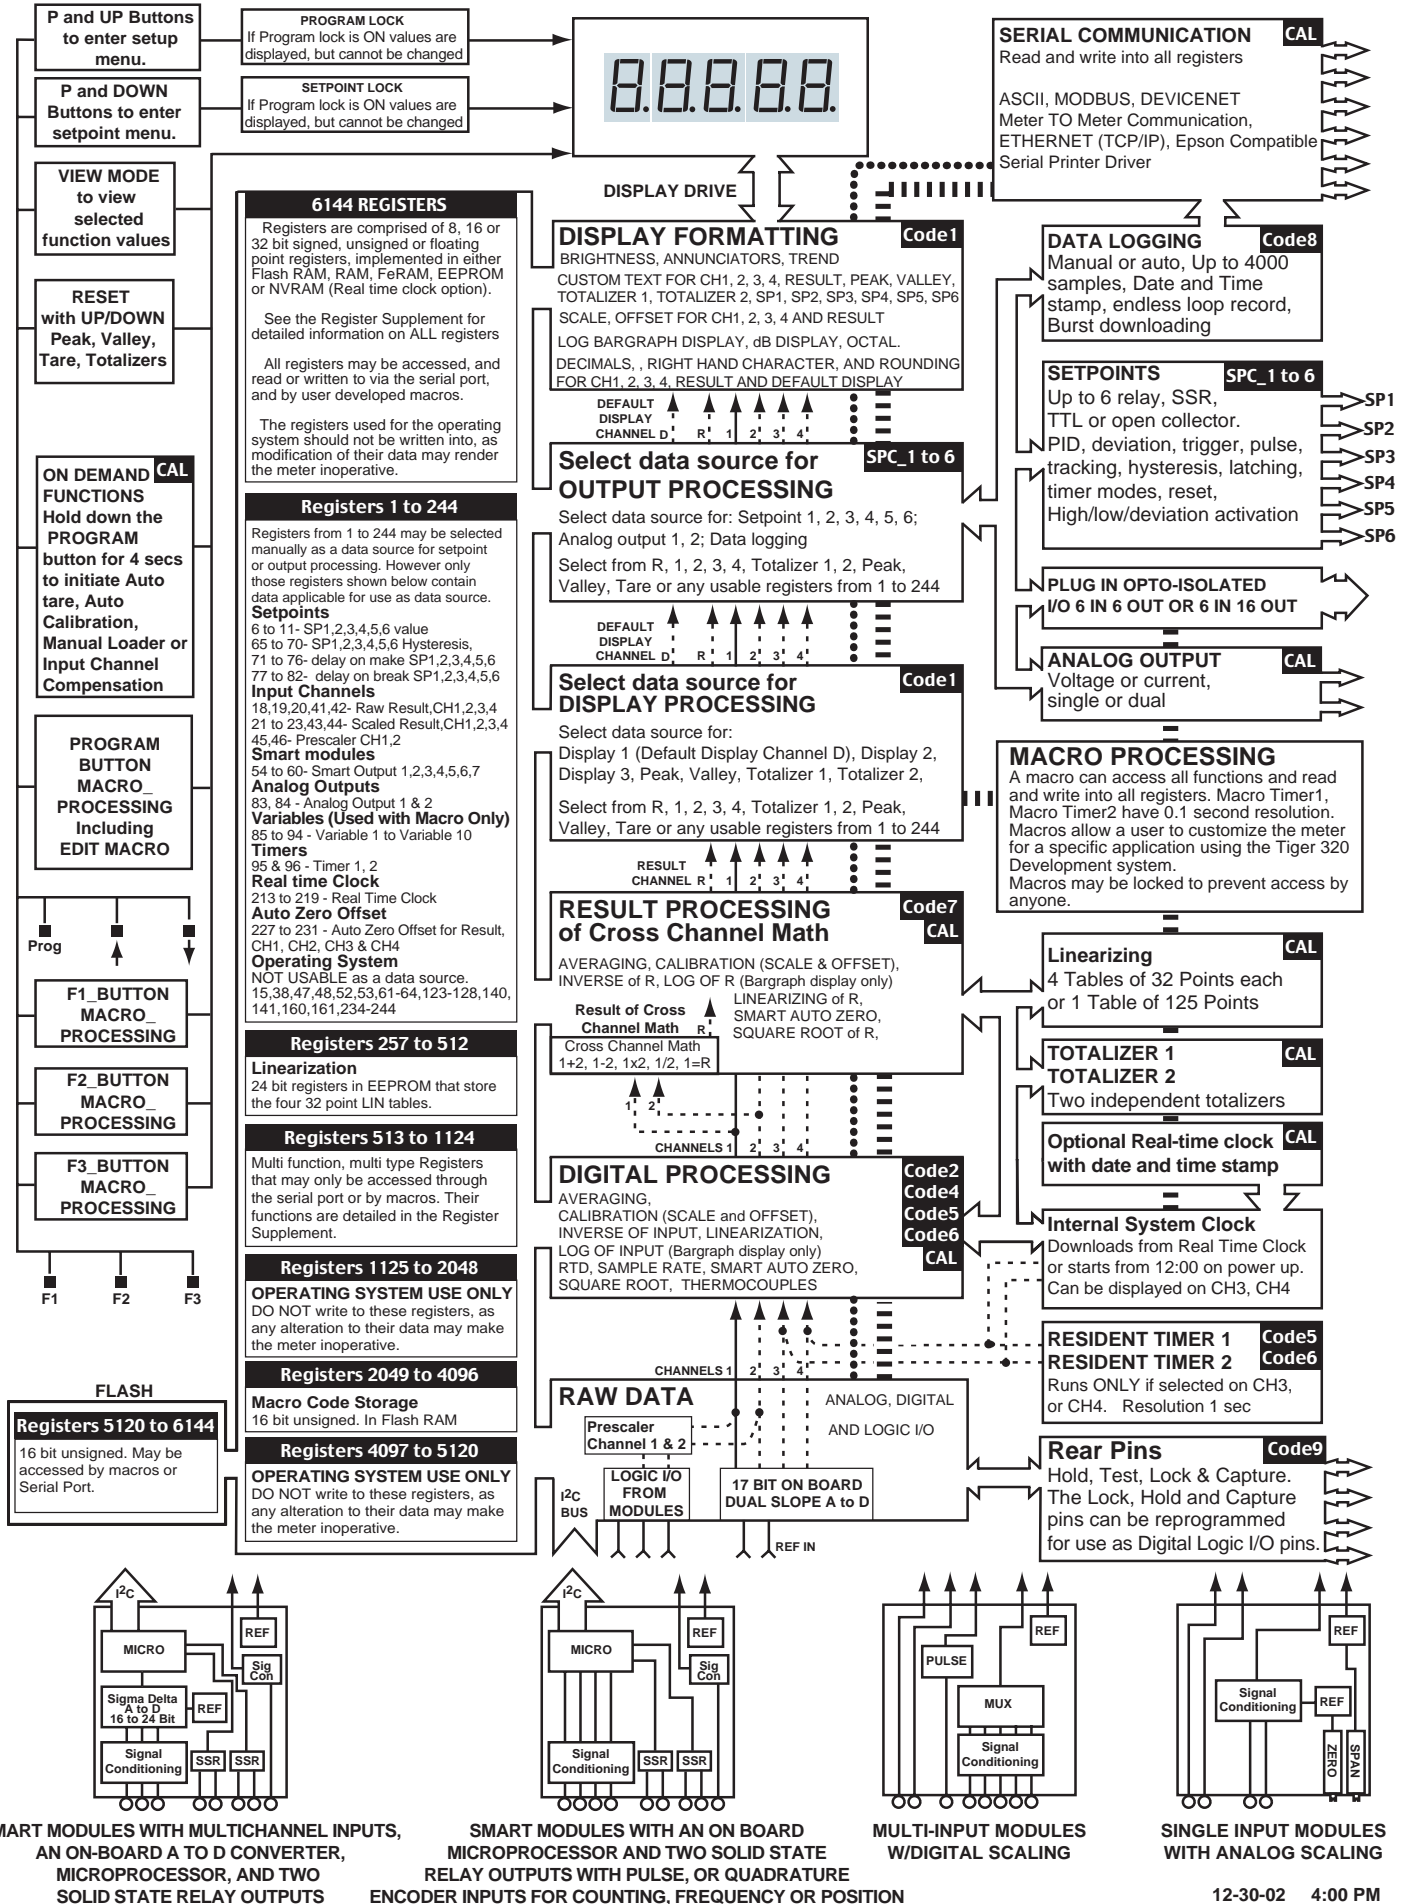 P and UP Buttons
to enter setup
menu.
PROGRAM LOCK
If Program lock is ON values are
displayed, but cannot be changed
P and DOWN
Buttons to enter
setpoint menu.
SETPOINT LOCK
If Program lock is ON values are
displayed, but cannot be changed
VIEW MODE
to view
selected
function values
RESET
with UP/DOWN
Peak, Valley,
Tare, Totalizers
ON DEMAND CAL
FUNCTIONS
Hold down the
PROGRAM
button for 4 secs
to initiate Auto
tare, Auto
Calibration,
Manual Loader or
Input Channel
Compensation
PROGRAM
BUTTON
MACRO_
PROCESSING
Including
EDIT MACRO
Prog
F1_BUTTON
MACRO_
PROCESSING
F2_BUTTON
MACRO_
PROCESSING
F3_BUTTON
MACRO_
PROCESSING
F1 F2 F3
FLASH
Registers 5120 to 6144
16 bit unsigned. May be
accessed by macros or
Serial Port.
6144 REGISTERS
Registers are comprised of 8, 16 or
32 bit signed, unsigned or floating
point registers, implemented in either
Flash RAM, RAM, FeRAM, EEPROM
or NVRAM (Real time clock option).
See the Register Supplement for
detailed information on ALL registers
All registers may be accessed, and
read or written to via the serial port,
and by user developed macros.
The registers used for the operating
system should not be written into, as
modification of their data may render
the meter inoperative.
Registers 1 to 244
Registers from 1 to 244 may be selected
manually as a data source for setpoint
or output processing. However only
those registers shown below contain
data applicable for use as data source.
Setpoints
6 to 11- SP1,2,3,4,5,6 value
65 to 70- SP1,2,3,4,5,6 Hysteresis,
71 to 76- delay on make SP1,2,3,4,5,6
77 to 82- delay on break SP1,2,3,4,5,6
Input Channels
18,19,20,41,42- Raw Result,CH1,2,3,4
21 to 23,43,44- Scaled Result,CH1,2,3,4
45,46- Prescaler CH1,2
Smart modules
54 to 60- Smart Output 1,2,3,4,5,6,7
Analog Outputs
83, 84 - Analog Output 1 & 2
Variables (Used with Macro Only)
85 to 94 - Variable 1 to Variable 10
Timers
95 & 96 - Timer 1, 2
Real time Clock
213 to 219 - Real Time Clock
Auto Zero Offset
227 to 231 - Auto Zero Offset for Result,
CH1, CH2, CH3 & CH4
Operating System
NOT USABLE as a data source.
15,38,47,48,52,53,61-64,123-128,140,
141,160,161,234-244
Registers 257 to 512
Linearization
24 bit registers in EEPROM that store
the four 32 point LIN tables.
Registers 513 to 1124
Multi function, multi type Registers
that may only be accessed through
the serial port or by macros. Their
functions are detailed in the Register
Supplement.
Registers 1125 to 2048
OPERATING SYSTEM USE ONLY
DO NOT write to these registers, as
any alteration to their data may make
the meter inoperative.
Registers 2049 to 4096
Macro Code Storage
16 bit unsigned. In Flash RAM
Registers 4097 to 5120
OPERATING SYSTEM USE ONLY
DO NOT write to these registers, as
any alteration to their data may make
the meter inoperative.
8.8.8.8.8.
DISPLAY DRIVE
DISPLAY FORMATTING Code1
BRIGHTNESS, ANNUNCIATORS, TREND
CUSTOM TEXT FOR CH1, 2, 3, 4, RESULT, PEAK, VALLEY,
TOTALIZER 1, TOTALIZER 2, SP1, SP2, SP3, SP4, SP5, SP6
SCALE, OFFSET FOR CH1, 2, 3, 4 AND RESULT
LOG BARGRAPH DISPLAY, dB DISPLAY, OCTAL.
DECIMALS, , RIGHT HAND CHARACTER, AND ROUNDING
FOR CH1, 2, 3, 4, RESULT AND DEFAULT DISPLAY
DEFAULT
DISPLAY
CHANNEL D R 1 2 3 4
Select data source for SPC_1 to 6
OUTPUT PROCESSING
Select data source for: Setpoint 1, 2, 3, 4, 5, 6;
Analog output 1, 2; Data logging
Select from R, 1, 2, 3, 4, Totalizer 1, 2, Peak,
Valley, Tare or any usable registers from 1 to 244
DEFAULT
DISPLAY
CHANNEL D R 1 2 3 4
Select data source for Code1
DISPLAY PROCESSING
Select data source for:
Display 1 (Default Display Channel D), Display 2,
Display 3, Peak, Valley, Totalizer 1, Totalizer 2,
Select from R, 1, 2, 3, 4, Totalizer 1, 2, Peak,
Valley, Tare or any usable registers from 1 to 244
RESULT
CHANNEL R 1 2 3 4
RESULT PROCESSING Code7
of Cross Channel Math CAL
AVERAGING, CALIBRATION (SCALE & OFFSET),
INVERSE of R, LOG OF R (Bargraph display only)
LINEARIZING of R,
SMART AUTO ZERO,
SQUARE ROOT of R,
Result of Cross
Channel Math R
Cross Channel Math
1+2, 1-2, 1x2, 1/2, 1=R
1 2
CHANNELS 1 2 3 4
DIGITAL PROCESSING Code2
Code4
Code5
Code6
CAL
AVERAGING,
CALIBRATION (SCALE and OFFSET),
INVERSE OF INPUT, LINEARIZATION,
LOG OF INPUT (Bargraph display only)
RTD, SAMPLE RATE, SMART AUTO ZERO,
SQUARE ROOT, THERMOCOUPLES
CHANNELS 1 2 3 4
RAW DATA
ANALOG, DIGITAL
AND LOGIC I/O
Prescaler
Channel 1 & 2
LOGIC I/O
FROM
MODULES
17 BIT ON BOARD
DUAL SLOPE A to D
I2C
BUS
REF IN
SERIAL COMMUNICATION CAL
Read and write into all registers
ASCII, MODBUS, DEVICENET
Meter TO Meter Communication,
ETHERNET (TCP/IP), Epson Compatible
Serial Printer Driver
DATA LOGGING Code8
Manual or auto, Up to 4000
samples, Date and Time
stamp, endless loop record,
Burst downloading
SETPOINTS SPC_1 to 6
Up to 6 relay, SSR,
TTL or open collector.
PID, deviation, trigger, pulse,
tracking, hysteresis, latching,
timer modes, reset,
High/low/deviation activation
SP1
SP2
SP3
SP4
SP5
SP6
PLUG IN OPTO-ISOLATED
I/O 6 IN 6 OUT OR 6 IN 16 OUT
ANALOG OUTPUT CAL
Voltage or current,
single or dual
MACRO PROCESSING
A macro can access all functions and read
and write into all registers. Macro Timer1,
Macro Timer2 have 0.1 second resolution.
Macros allow a user to customize the meter
for a specific application using the Tiger 320
Development system.
Macros may be locked to prevent access by
anyone.
Linearizing CAL
4 Tables of 32 Points each
or 1 Table of 125 Points
TOTALIZER 1 CAL
TOTALIZER 2
Two independent totalizers
Optional Real-time clock CAL
with date and time stamp
Internal System Clock
Downloads from Real Time Clock
or starts from 12:00 on power up.
Can be displayed on CH3, CH4
RESIDENT TIMER 1 Code5
RESIDENT TIMER 2 Code6
Runs ONLY if selected on CH3,
or CH4. Resolution 1 sec
Rear Pins Code9
Hold, Test, Lock & Capture.
The Lock, Hold and Capture
pins can be reprogrammed
for use as Digital Logic I/O pins.
I2C
MICRO
REF
Sig
Con
Sigma Delta
A to D
16 to 24 Bit
REF
Signal
Conditioning
SSR SSR
MART MODULES WITH MULTICHANNEL INPUTS,
AN ON-BOARD A TO D CONVERTER,
MICROPROCESSOR, AND TWO
SOLID STATE RELAY OUTPUTS
I2C
MICRO
REF
Sig
Con
Signal
Conditioning
SSR SSR
SMART MODULES WITH AN ON BOARD
MICROPROCESSOR AND TWO SOLID STATE
RELAY OUTPUTS WITH PULSE, OR QUADRATURE
ENCODER INPUTS FOR COUNTING, FREQUENCY OR POSITION
REF
PULSE
MUX
Signal
Conditioning
MULTI-INPUT MODULES
W/DIGITAL SCALING
REF
Signal
Conditioning
REF
ZERO
SPAN
SINGLE INPUT MODULES
WITH ANALOG SCALING
12-30-02 4:00 PM